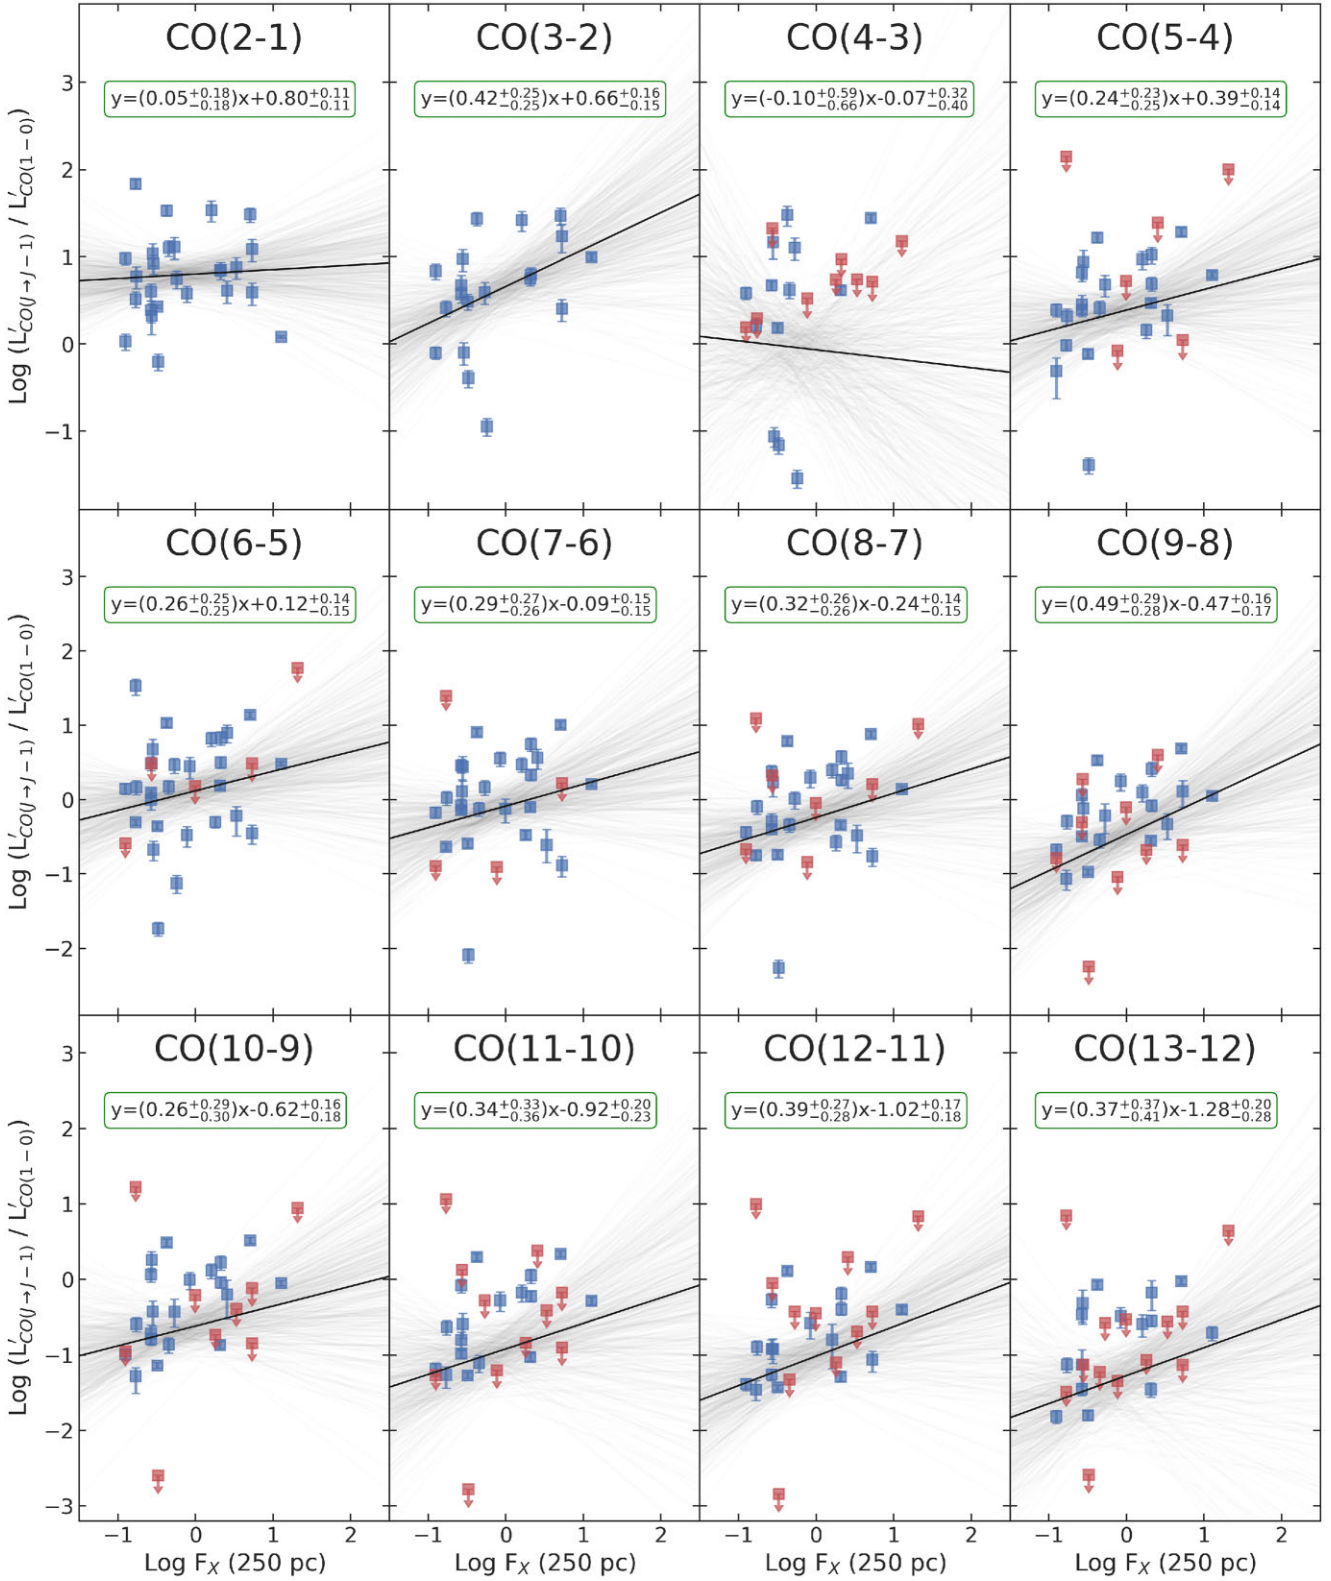 CO(2-1) CO(3-2) CO(4-3) CO(5-4)
y=(0.05+0.18−0.18)x+0.80+0.11−0.11 y=(0.42+0.25−0.25)x+0.66+0.16−0.15 y=(-0.10+0.59−0.66)x-0.07+0.32−0.40 y=(0.24+0.23−0.25)x+0.39+0.14−0.14
3
2
1
0
−1
Log (L′CO(J→J−1) / L′CO(1−0))
CO(6-5) CO(7-6) CO(8-7) CO(9-8)
y=(0.26+0.25−0.25)x+0.12+0.14−0.15 y=(0.29+0.27−0.26)x-0.09+0.15−0.15 y=(0.32+0.26−0.26)x-0.24+0.14−0.15 y=(0.49+0.29−0.28)x-0.47+0.16−0.17
3
2
1
0
−1
−2
Log (L′CO(J→J−1) / L′CO(1−0))
CO(10-9) CO(11-10) CO(12-11) CO(13-12)
y=(0.26+0.29−0.30)x-0.62+0.16−0.18 y=(0.34+0.33−0.36)x-0.92+0.20−0.23 y=(0.39+0.27−0.28)x-1.02+0.17−0.18 y=(0.37+0.37−0.41)x-1.28+0.20−0.28
3
2
1
0
−1
−2
−3
Log (L′CO(J→J−1) / L′CO(1−0))
−1 0 1 2 −1 0 1 2 −1 0 1 2 −1 0 1 2
Log FX (250 pc) Log FX (250 pc) Log FX (250 pc) Log FX (250 pc)